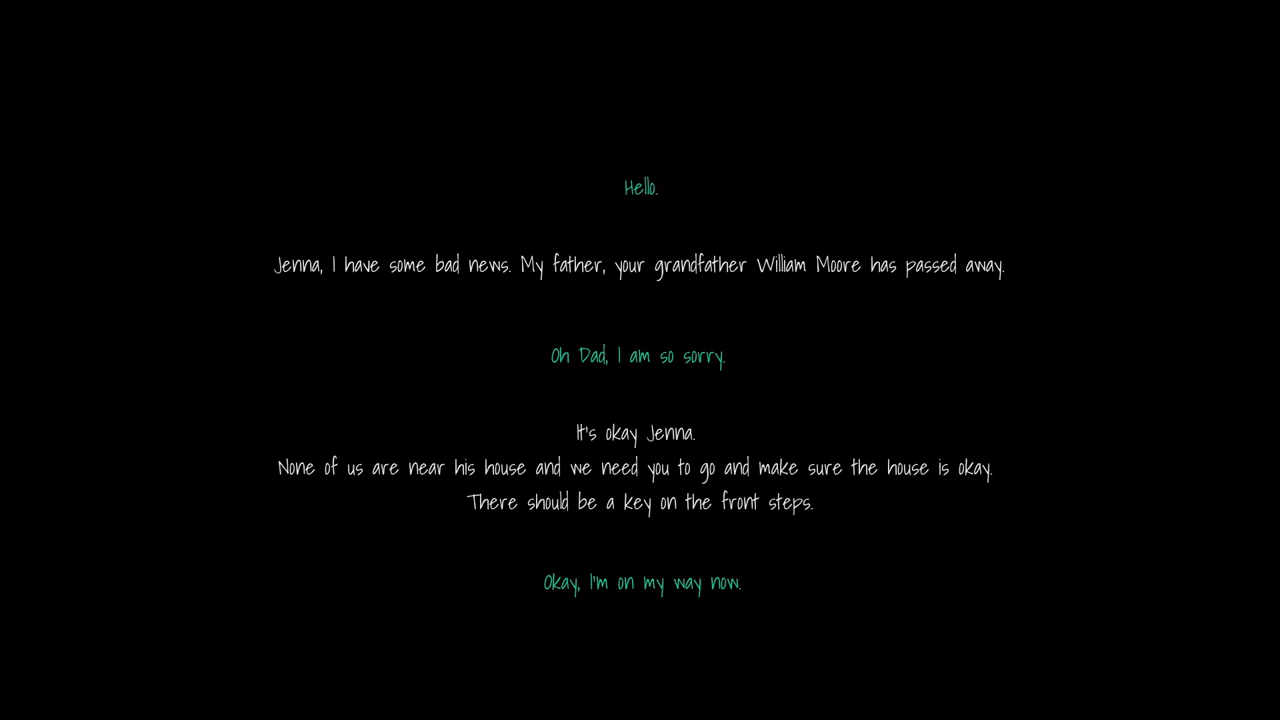 Hello.
Jenna, I have some bad news. My father, your grandfather William Moore has passed away.
Oh Dad, I am so sorry.
It's okay Jenna.
None of us are near his house and we need you to go and make sure the house is okay.
There should be a key on the front steps.
Okay, I'm on my way now.